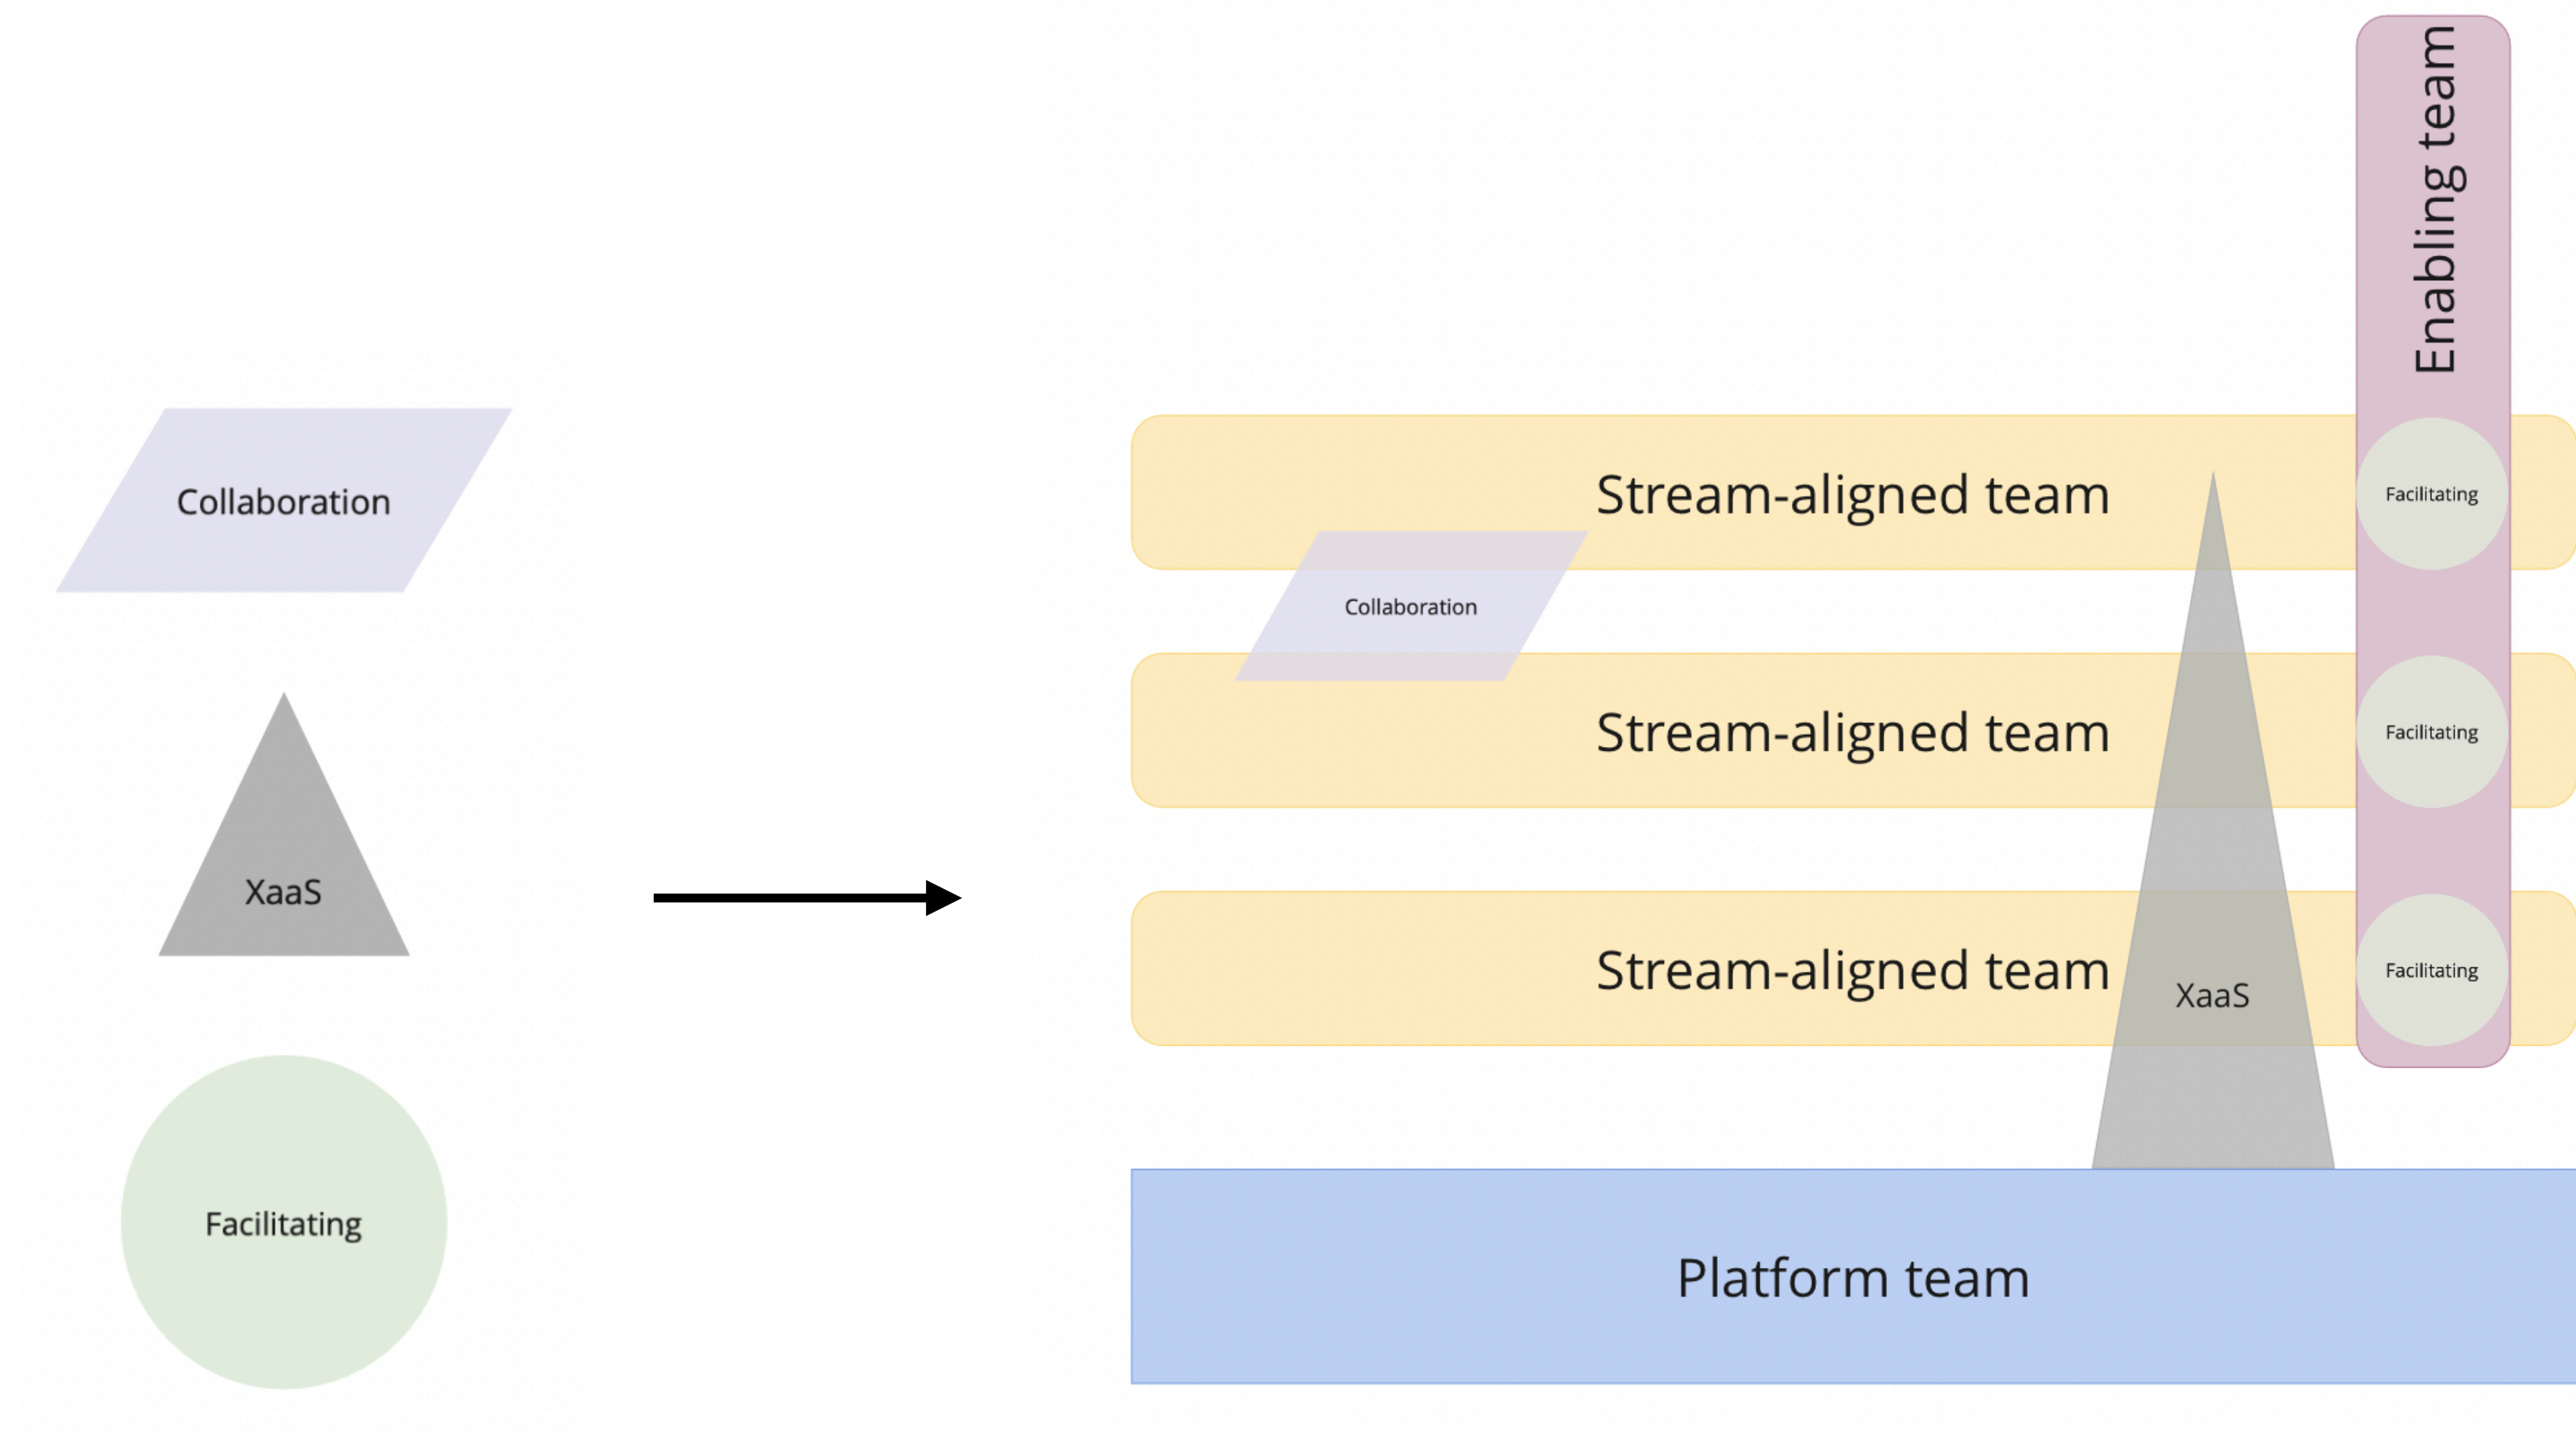 Collaboration
XaaS
Facilitating
Enabling team
Stream-aligned team
Facilitating
Collaboration
Stream-aligned team
Facilitating
Stream-aligned team
XaaS
Facilitating
Platform team